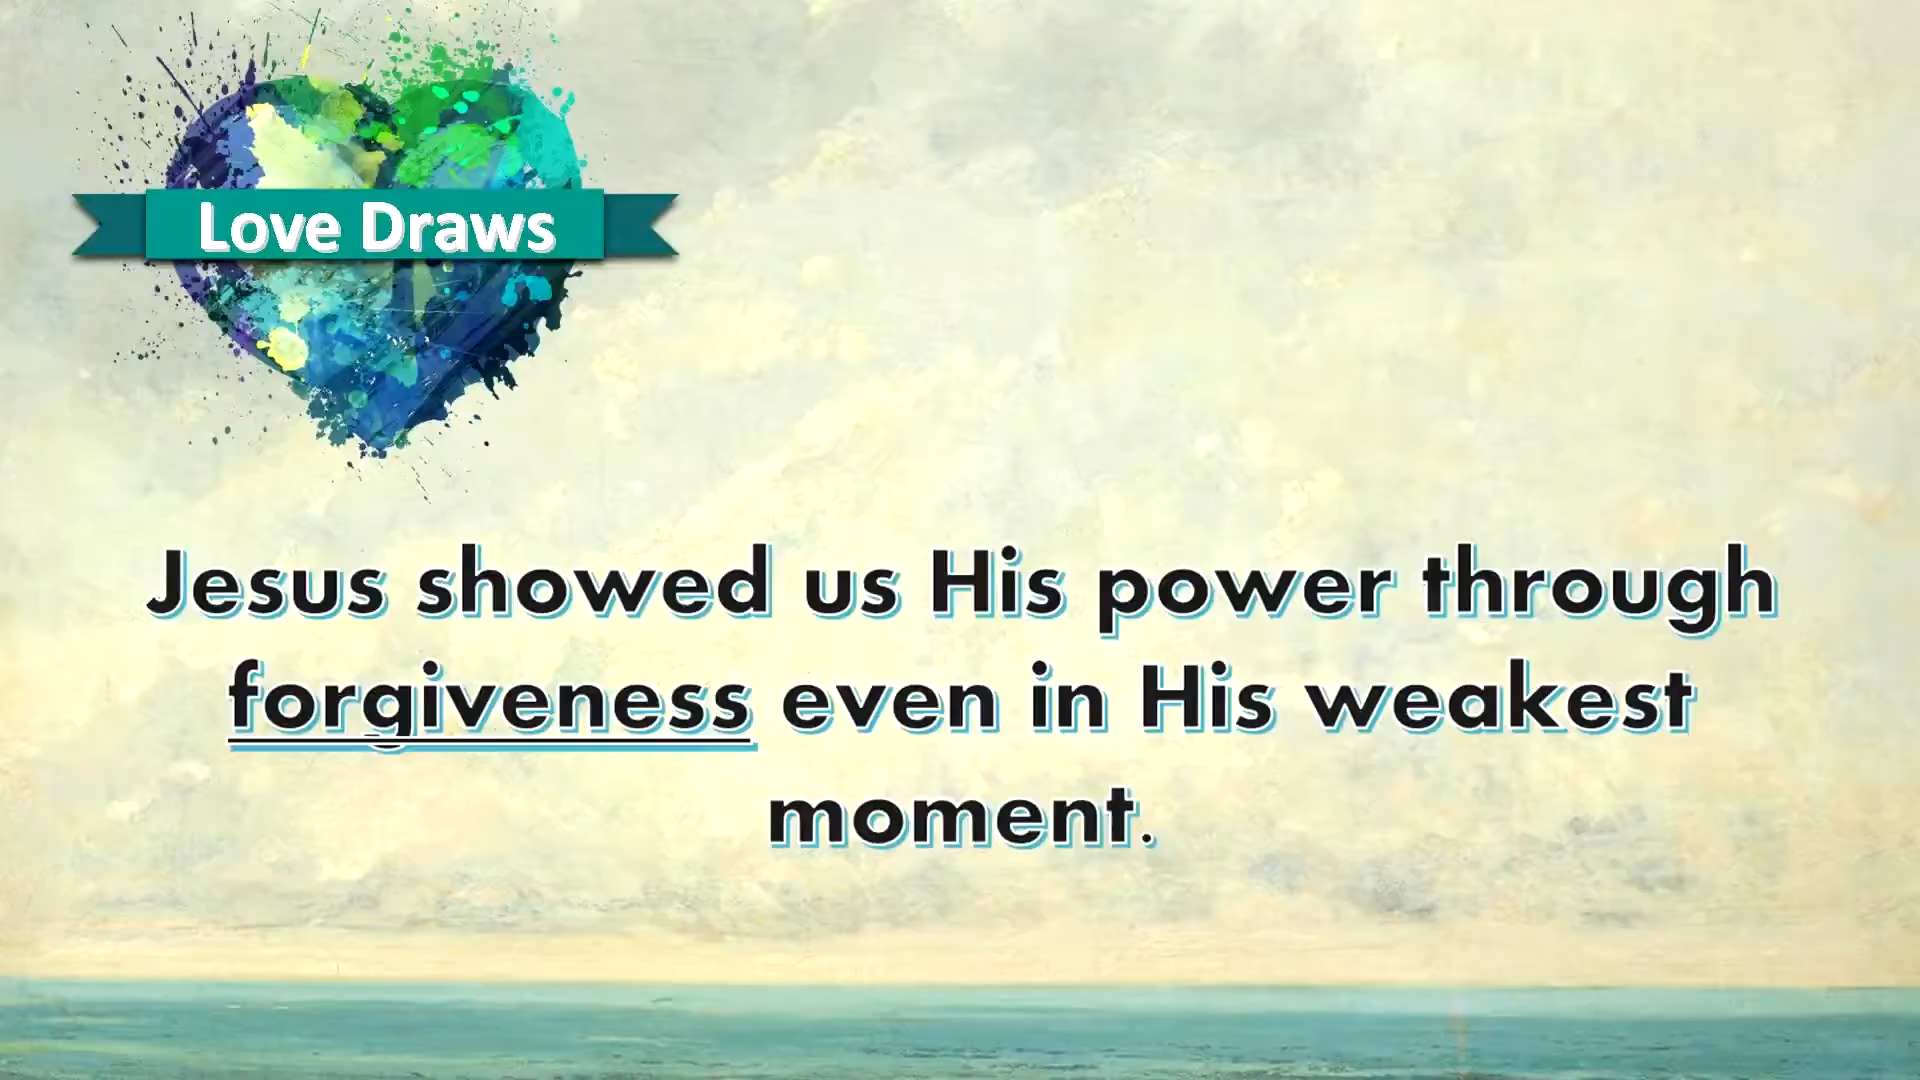 Love Draws
Jesus showed us His power through
forgiveness even in His weakest
moment.